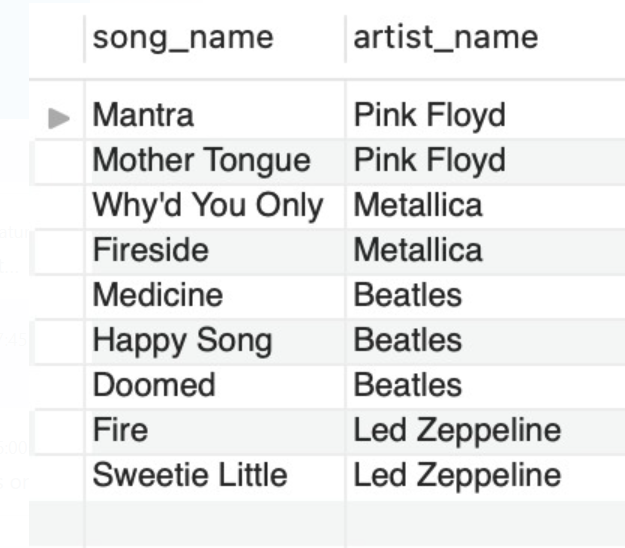 song_name artist_name
Mantra Pink Floyd
Mother Tongue Pink Floyd
Why'd You Only Metallica
Fireside Metallica
Medicine Beatles
Happy Song Beatles
Doomed Beatles
Fire Led Zeppeline
Sweetie Little Led Zeppeline